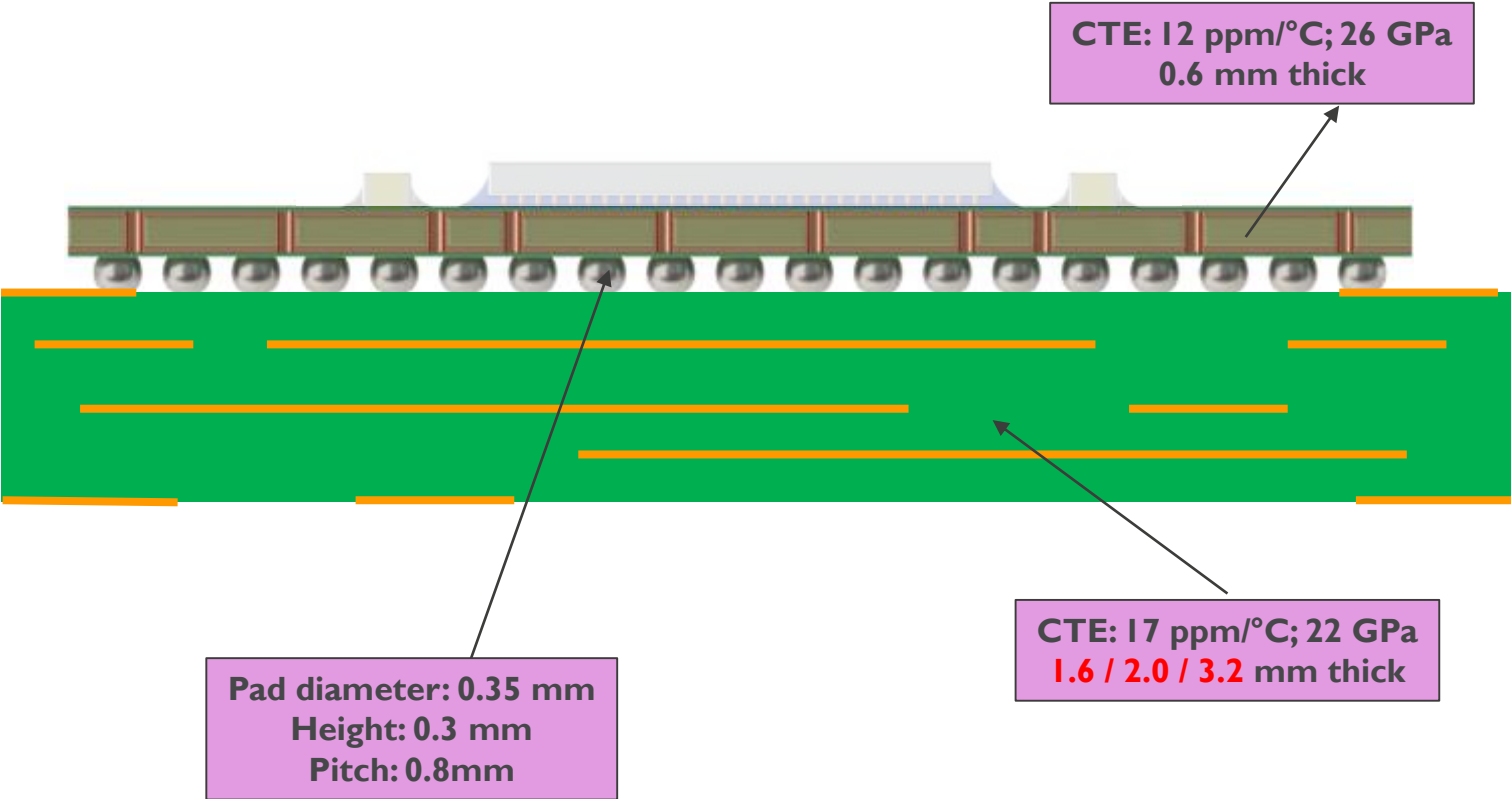 CTE: 12 ppm/°C; 26 GPa
0.6 mm thick
CTE: 17 ppm/°C; 22 GPa
1.6 / 2.0 / 3.2 mm thick
Pad diameter: 0.35 mm
Height: 0.3 mm
Pitch: 0.8mm